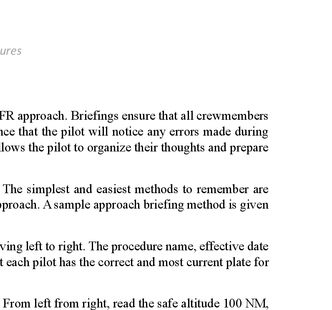 ures
FR approach. Briefings ensure that all crewmembers
nce that the pilot will notice any errors made during
llows the pilot to organize their thoughts and prepare
The simplest and easiest methods to remember are
pproach. A sample approach briefing method is given
ving left to right. The procedure name, effective date
t each pilot has the correct and most current plate for
From left from right, read the safe altitude 100 NM,